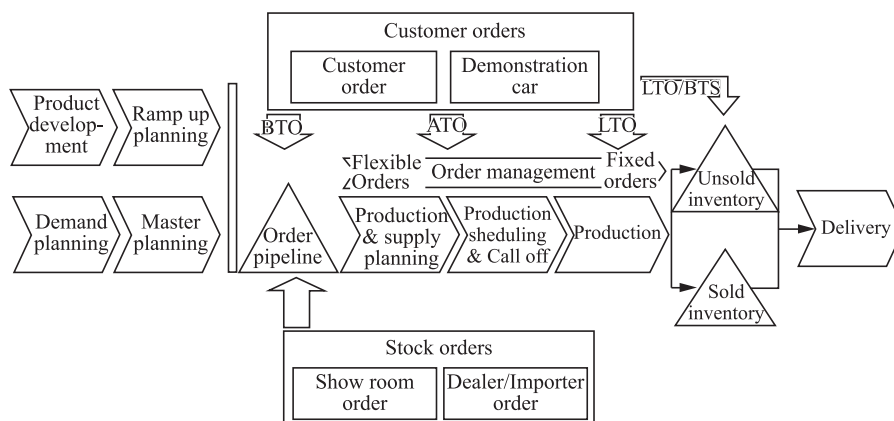 Customer orders
Customer
order
Demonstration
car
LTO/BTS
Product
develop-
ment
Ramp up
planning
BTO
ATO
LTO
Flexible
Orders
Order management
Fixed
orders
Unsold
inventory
Demand
planning
Master
planning
Order
pipeline
Production
& supply
planning
Production
sheduling
& Call off
Production
Delivery
Sold
inventory
Stock orders
Show room
order
Dealer/Importer
order